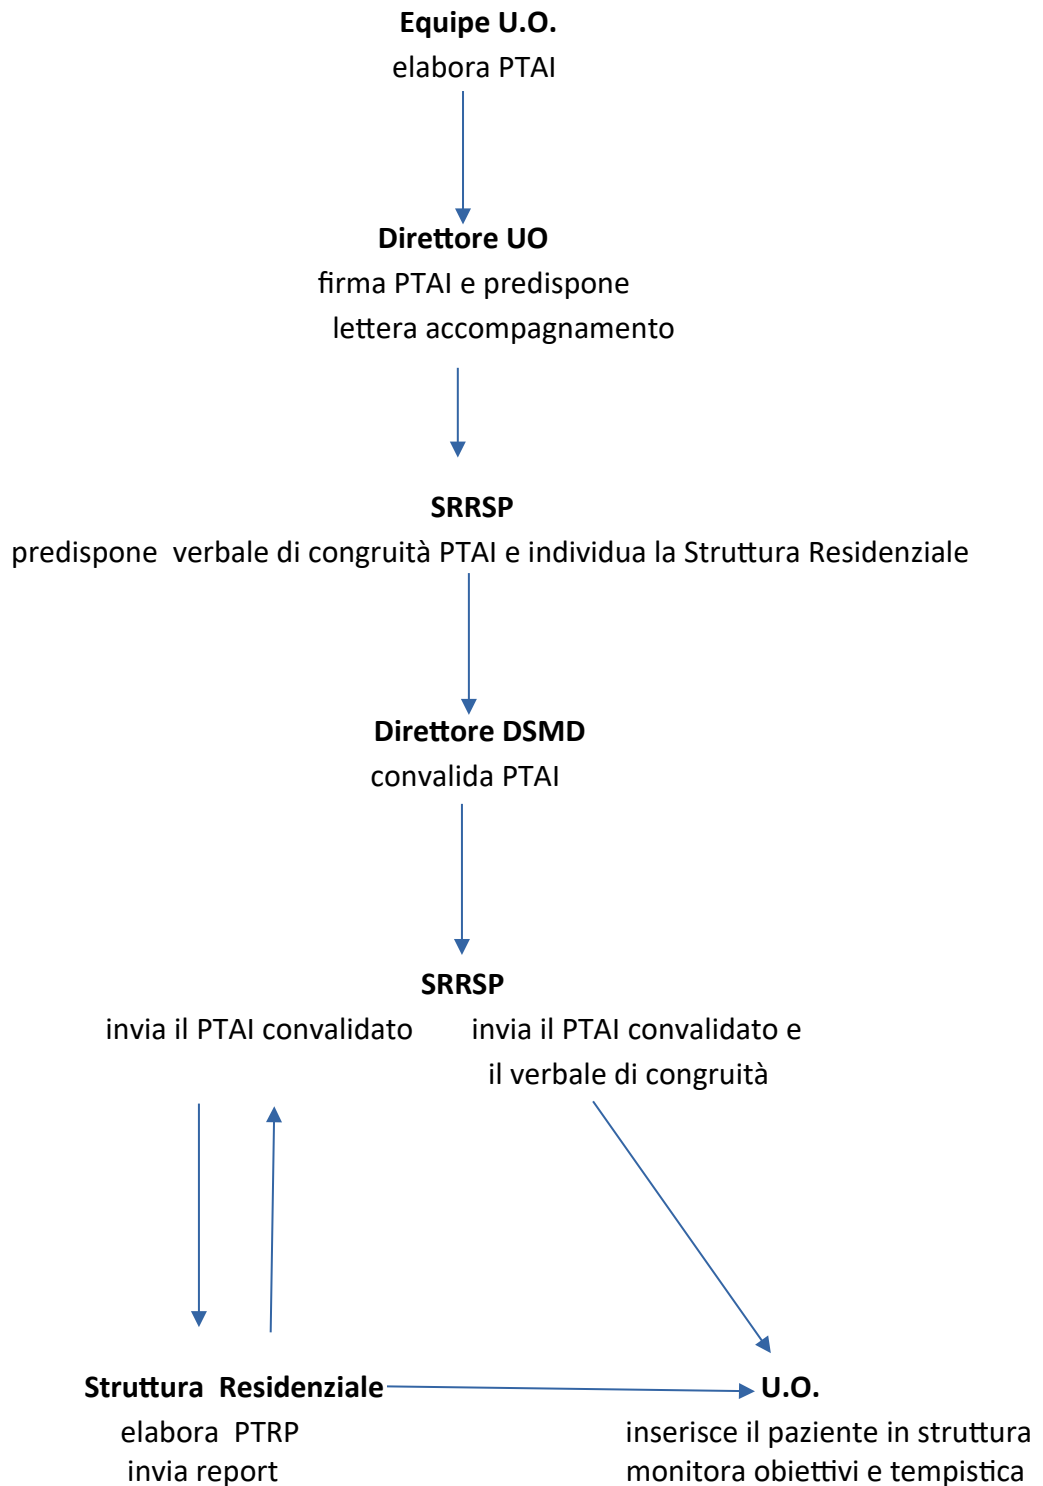 Equipe U.O.
elabora PTAI
Direttore UO
firma PTAI e predispone
lettera accompagnamento
SRRSP
predispone verbale di congruità PTAI e individua la Struttura Residenziale
Direttore DSMD
convalida PTAI
SRRSP
invia il PTAI convalidato
invia il PTAI convalidato e
il verbale di congruità
Struttura Residenziale
elabora PTRP
invia report
U.O.
inserisce il paziente in struttura
monitora obiettivi e tempistica